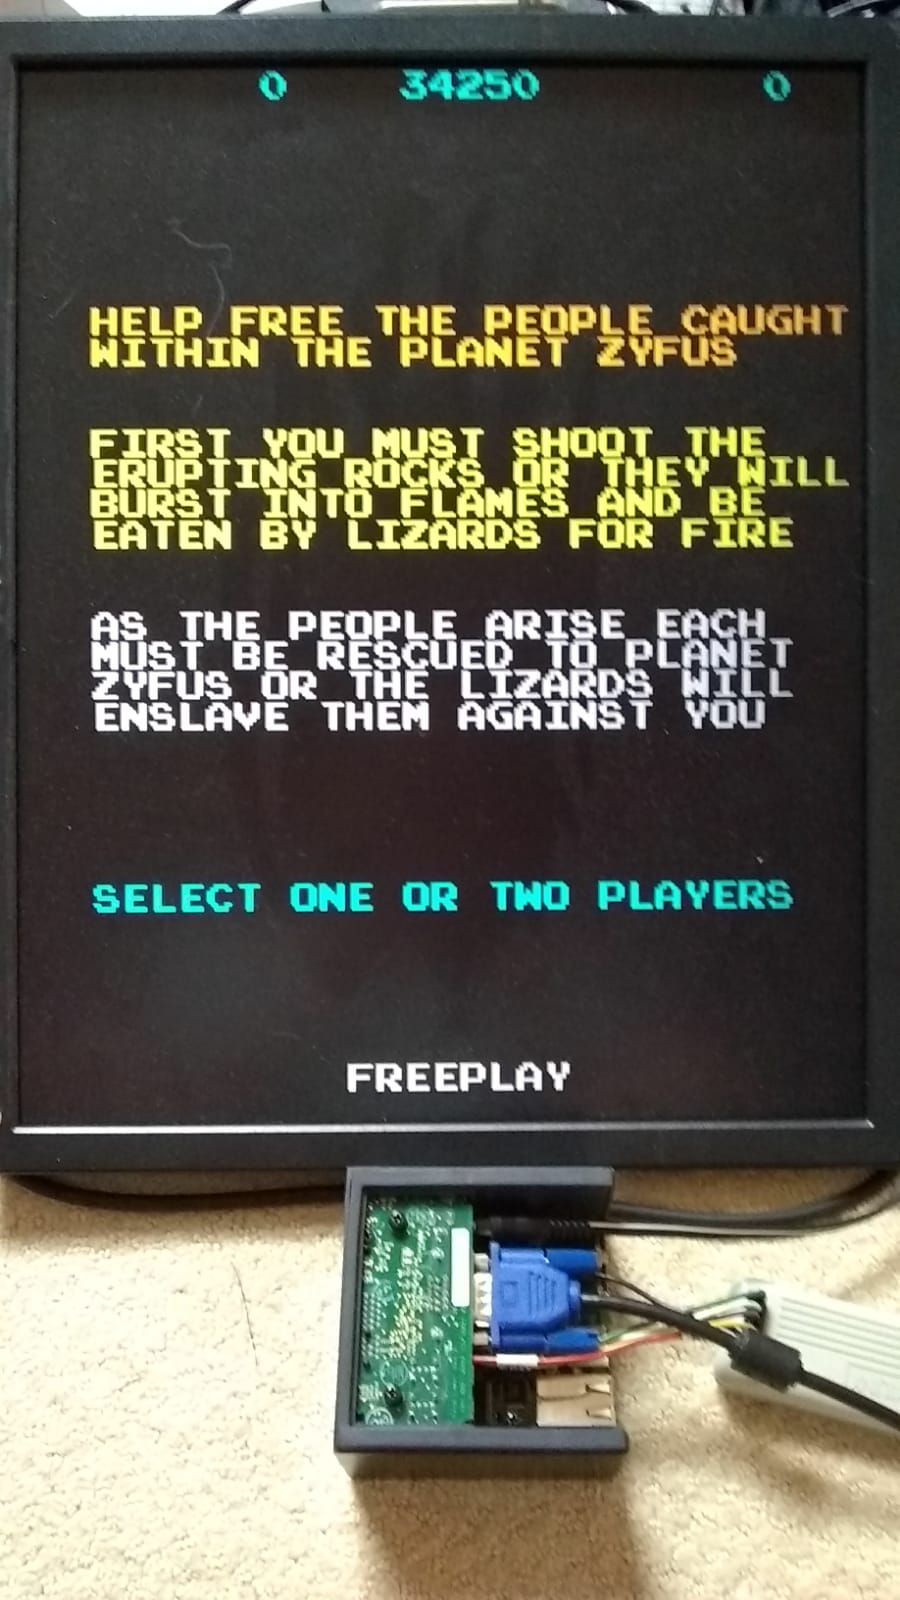 0 34250 0
HELP FREE THE PEOPLE CAUGHT
WITHIN THE PLANET ZYFUS
FIRST YOU MUST SHOOT THE
ERUPTING ROCKS OR THEY WILL
BURST INTO FLAMES AND BE
EATEN BY LIZARDS FOR FIRE
AS THE PEOPLE ARISE EACH
MUST BE RESCUED TO PLANET
ZYFUS OR THE LIZARDS WILL
ENSLAVE THEM AGAINST YOU
SELECT ONE OR TWO PLAYERS
FREEPLAY